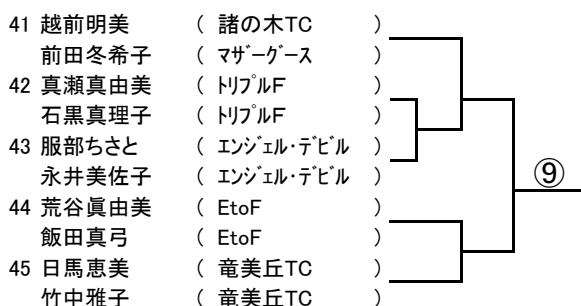 41 越前明美 ( 諸の木TC )
前田冬希子 ( ﾏｻﾞｰｸﾞｰｽ )
42 真瀬真由美 ( ﾄﾘﾌﾟﾙF )
石黒真理子 ( ﾄﾘﾌﾟﾙF )
43 服部ちさと ( ｴﾝｼﾞｪﾙ・ﾃﾞﾋﾞﾙ )
永井美佐子 ( ｴﾝｼﾞｪﾙ・ﾃﾞﾋﾞﾙ )
⑨
44 荒谷眞由美 ( EtoF )
飯田真弓 ( EtoF )
45 日馬恵美 ( 竜美丘TC )
竹中雅子 ( 竜美丘TC )